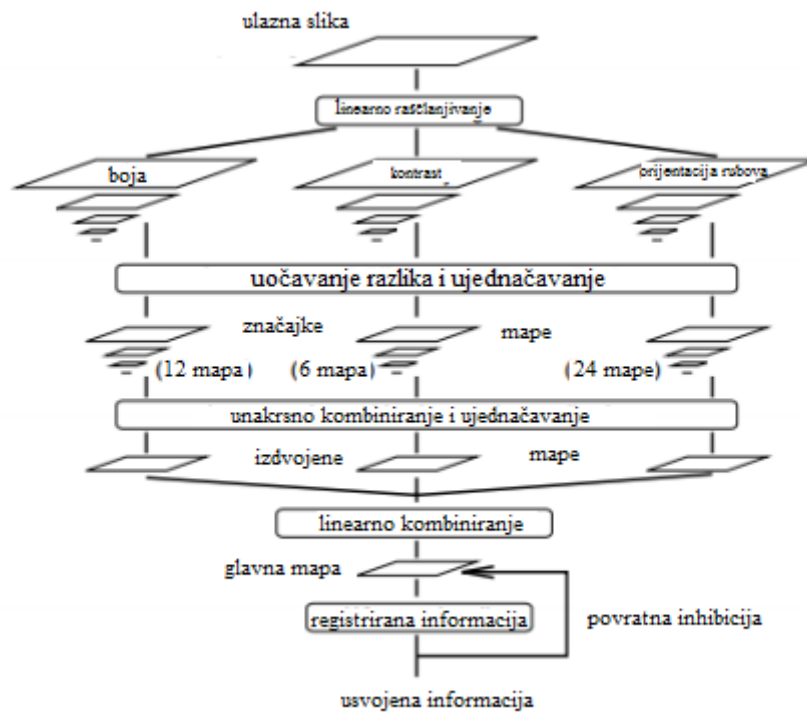 ulazna slika
linearno raščlanjivanje
boja
kontrast
orijentacija rubova
uočavanje razlika i ujednačavanje
značajke mape
(12 mapa) (6 mapa) (24 mape)
unakrsno kombiniranje i ujednačavanje
izdvojene mape
linearno kombiniranje
glavna mapa
registrirana informacija
povratna inhibicija
usvojena informacija